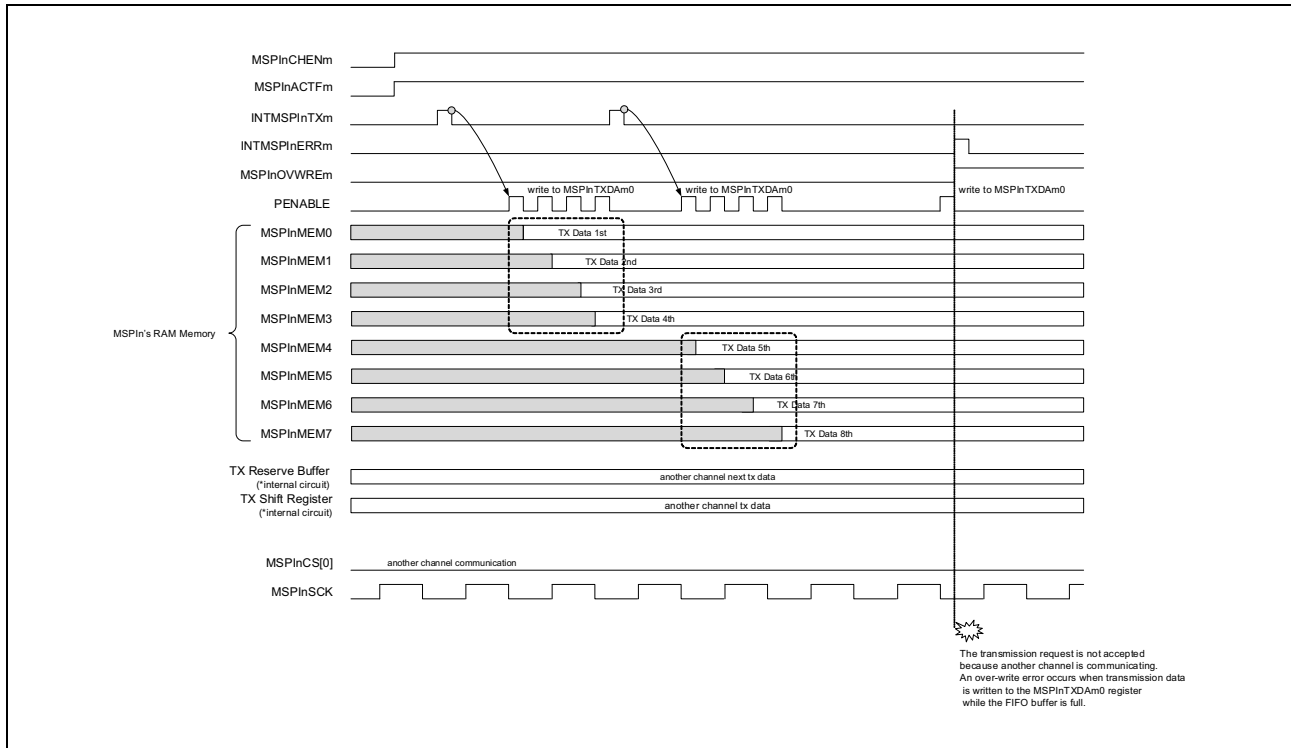 MSPInCHENm
MSPInACTFm
INTMSPInTXm
INTMSPInERRm
MSPInOVWREm
write to MSPInTXDAm0 write to MSPInTXDAm0 write to MSPInTXDAm0
PENABLE
MSPInMEM0 TX Data 1st
MSPInMEM1 TX Data 2nd
MSPInMEM2 TX Data 3rd
MSPInMEM3 TX Data 4th
MSPIn's RAM Memory
MSPInMEM4 TX Data 5th
MSPInMEM5 TX Data 6th
MSPInMEM6 TX Data 7th
MSPInMEM7 TX Data 8th
TX Reserve Buffer another channel next tx data
(*internal circuit)
TX Shift Register another channel tx data
(*internal circuit)
MSPInCS[0] another channel communication
MSPInSCK
The transmission request is not accepted
because another channel is communicating.
An over-write error occurs when transmission data
is written to the MSPInTXDAm0 register
while the FIFO buffer is full.